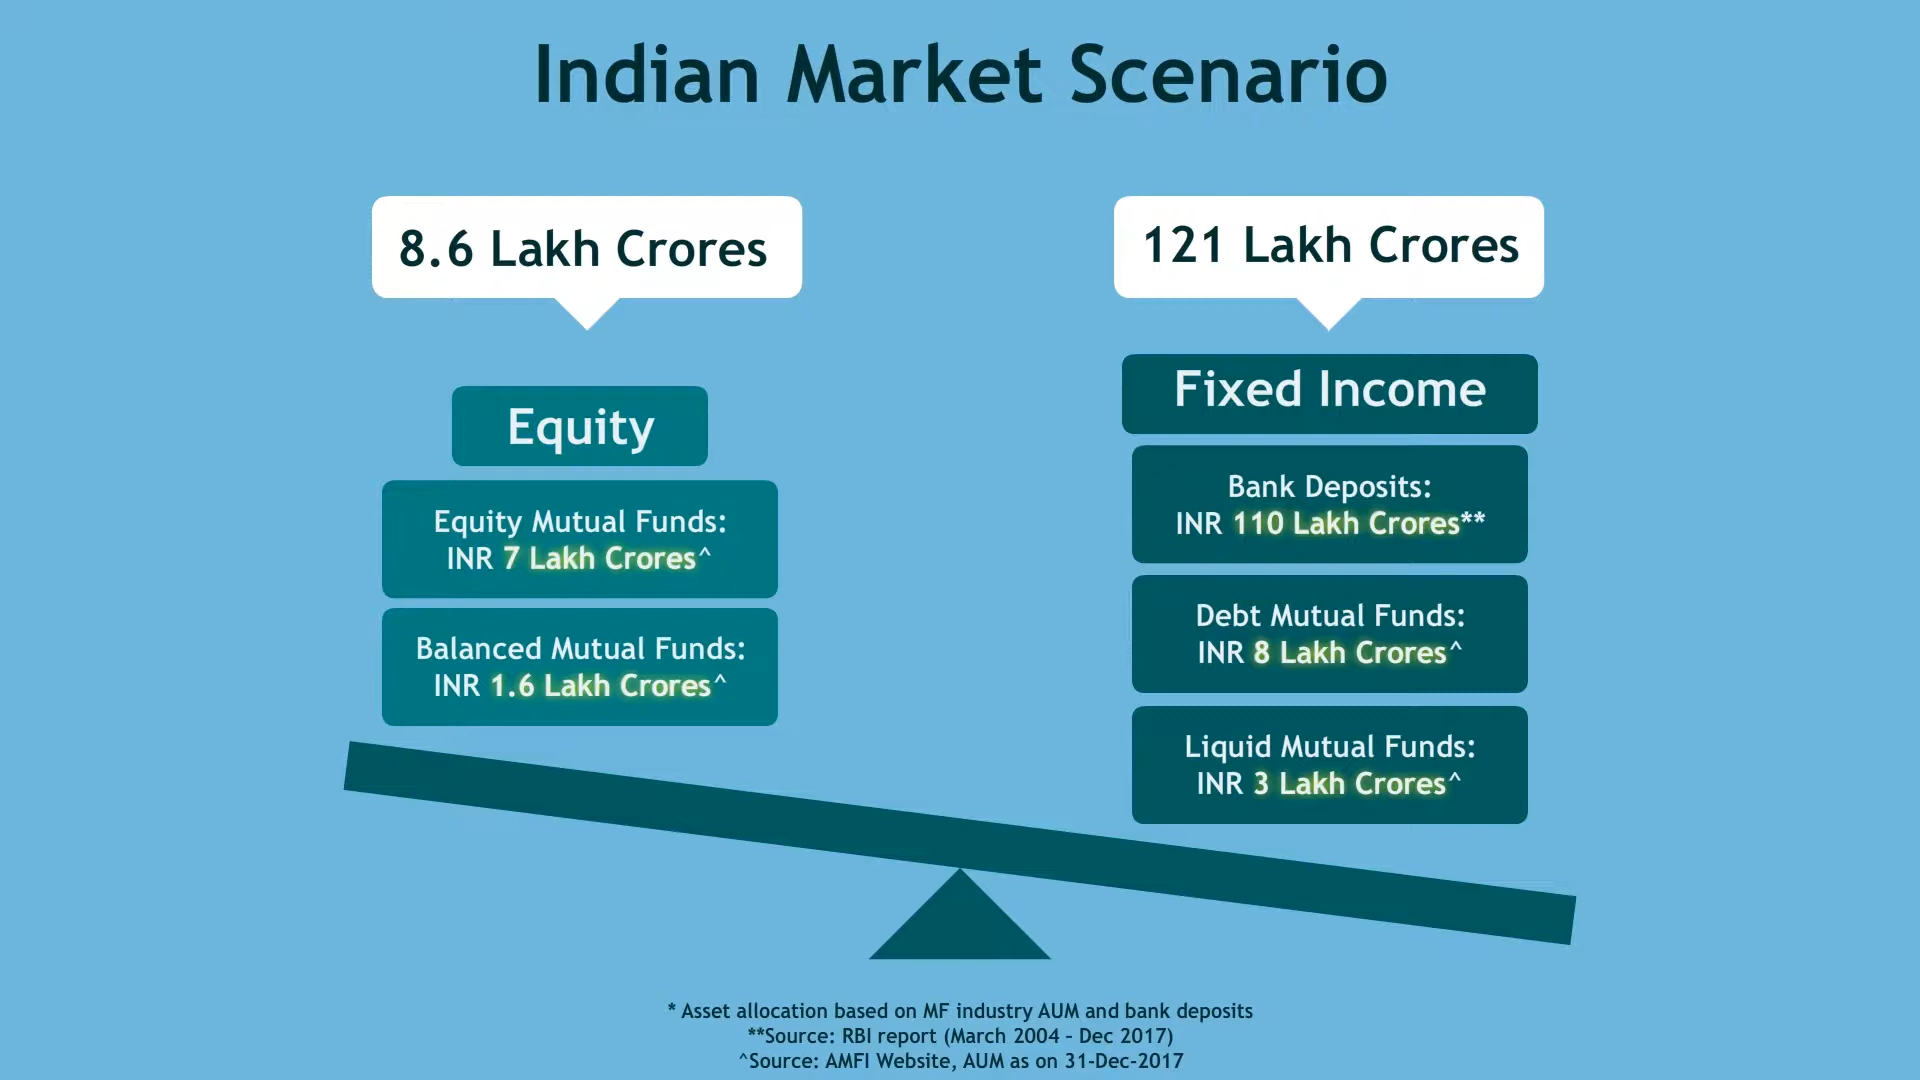 Indian Market Scenario
8.6 Lakh Crores
Equity
Equity Mutual Funds:
INR 7 Lakh Crores^
Balanced Mutual Funds:
INR 1.6 Lakh Crores^
121 Lakh Crores
Fixed Income
Bank Deposits:
INR 110 Lakh Crores**
Debt Mutual Funds:
INR 8 Lakh Crores^
Liquid Mutual Funds:
INR 3 Lakh Crores^
* Asset allocation based on MF industry AUM and bank deposits
**Source: RBI report (March 2004 – Dec 2017)
^Source: AMFI Website, AUM as on 31-Dec-2017